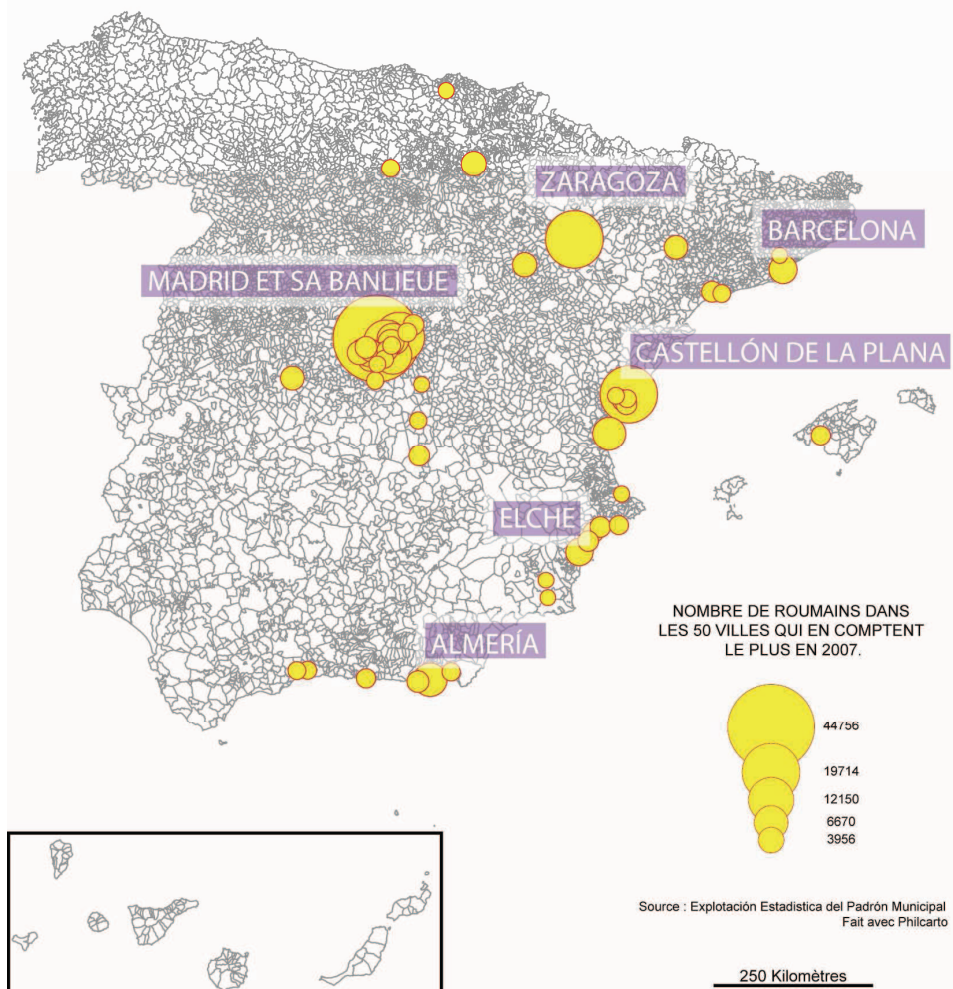 ZARAGOZA
BARCELONA
MADRID ET SA BANLIEUE
CASTELLÓN DE LA PLANA
ELCHE
ALMERÍA
NOMBRE DE ROUMAINS DANS
LES 50 VILLES QUI EN COMPTENT
LE PLUS EN 2007.
44756
19714
12150
6670
3956
Source : Explotación Estadistica del Padrón Municipal
Fait avec Philcarto
250 Kilomètres